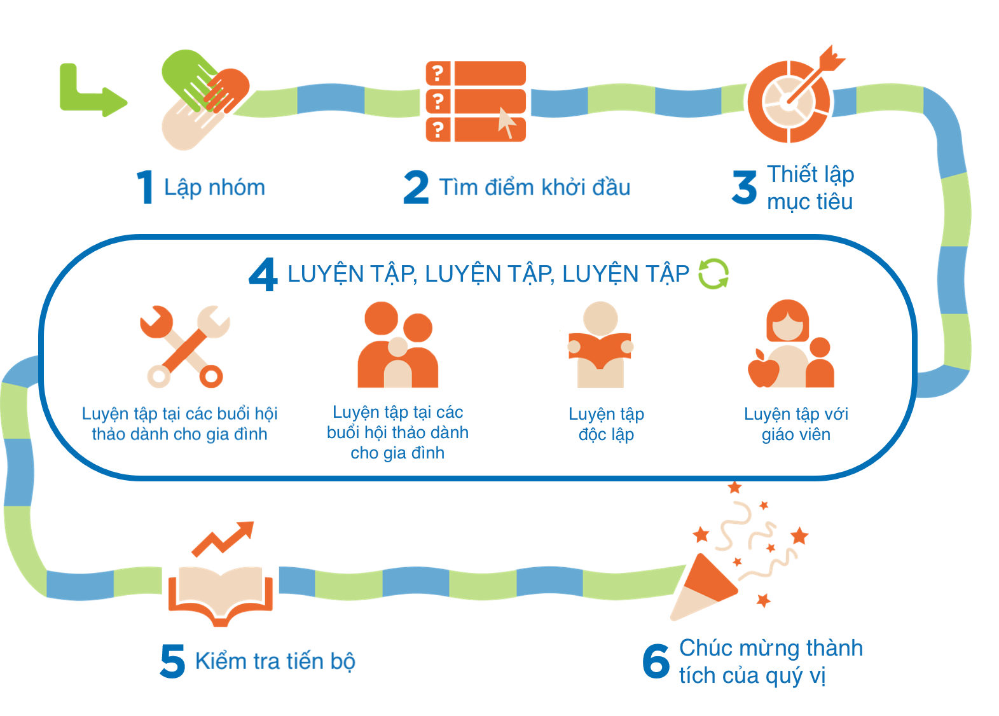 1 Lập nhóm
2 Tìm điểm khởi đầu
3 Thiết lập
mục tiêu
4 LUYỆN TẬP, LUYỆN TẬP, LUYỆN TẬP
Luyện tập tại các buổi hội
thảo dành cho gia đình
Luyện tập tại các
buổi hội thảo dành
cho gia đình
Luyện tập
độc lập
Luyện tập với
giáo viên
5 Kiểm tra tiến bộ
6 Chúc mừng thành
tích của quý vị
? 
?
?